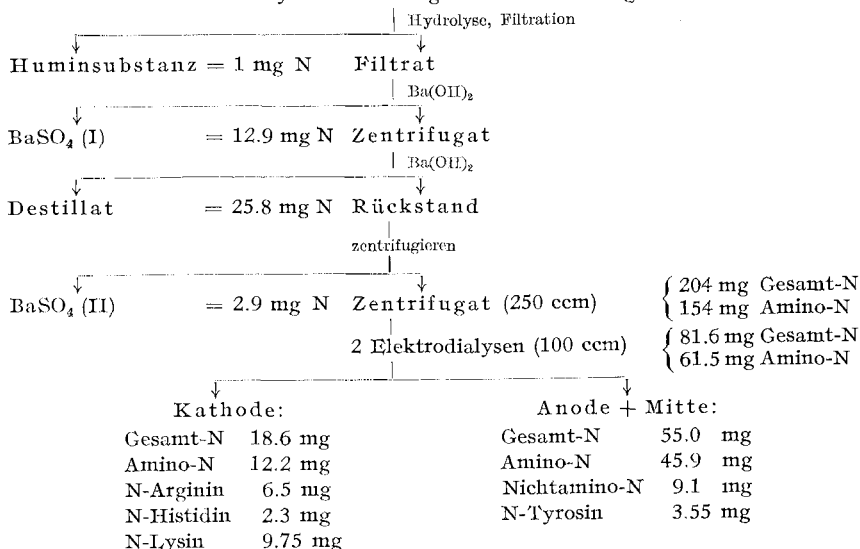 Hydrolyse, Filtration
Huminsubstanz = 1 mg N Filtrat
Ba(OH)₂
BaSO₄ (I) = 12.9 mg N Zentrifugat
Ba(OH)₂
Destillat = 25.8 mg N Rückstand
zentrifugieren
BaSO₄ (II) = 2.9 mg N Zentrifugat (250 ccm) { 204 mg Gesamt-N
154 mg Amino-N
2 Elektrodialysen (100 ccm) { 81.6 mg Gesamt-N
61.5 mg Amino-N
Kathode: Anode + Mitte:
Gesamt-N 18.6 mg Gesamt-N 55.0 mg
Amino-N 12.2 mg Amino-N 45.9 mg
N-Arginin 6.5 mg Nichtamino-N 9.1 mg
N-Histidin 2.3 mg N-Tyrosin 3.55 mg
N-Lysin 9.75 mg